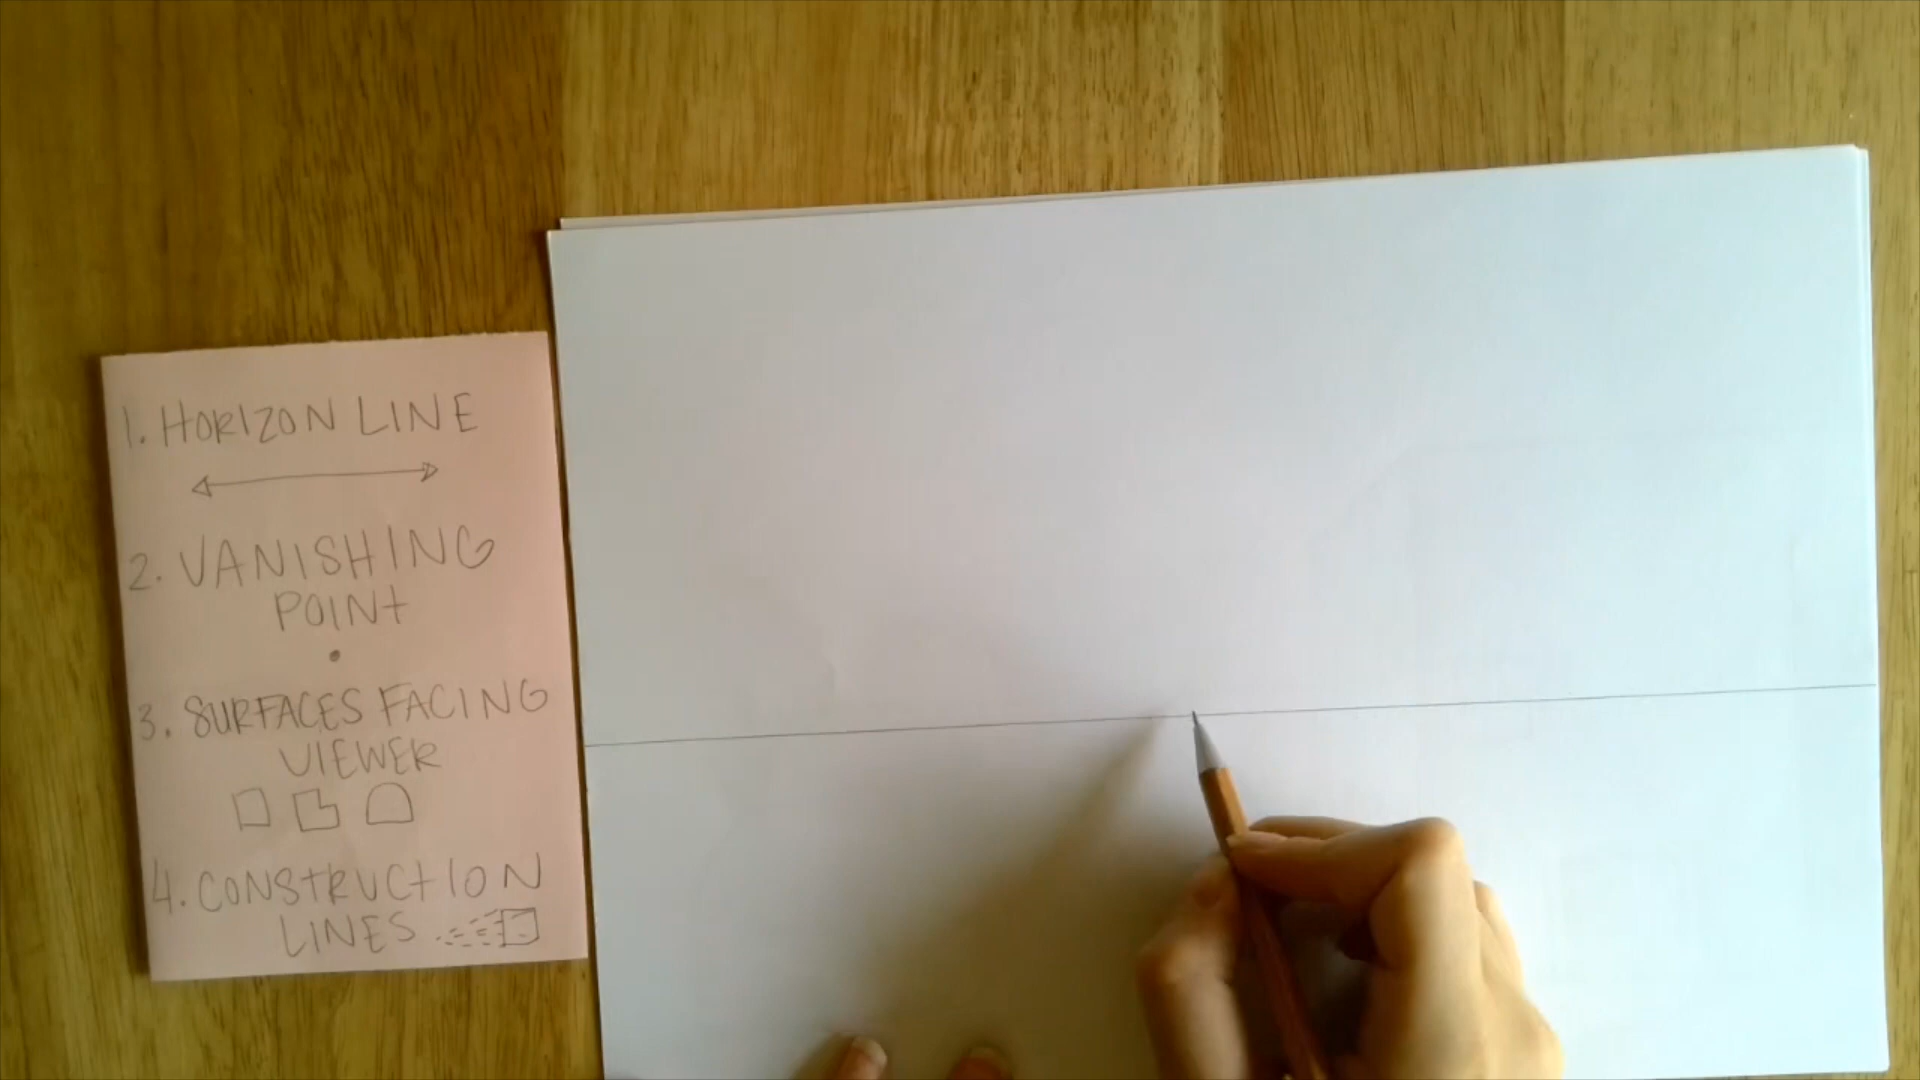 1. HORIZON LINE
2. VANISHING
POINT
3. SURFACES FACING
VIEWER
4. CONSTRUCTION
LINES